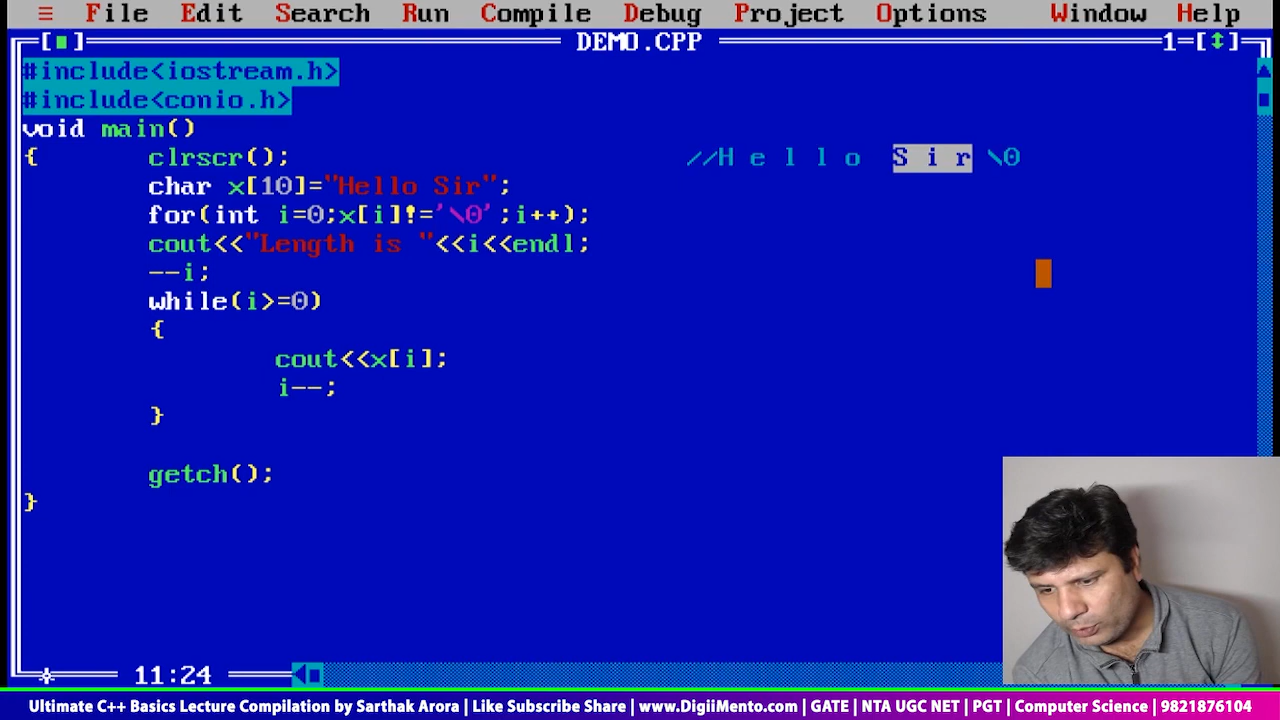 ≡ File Edit Search Run Compile Debug Project Options Window Help
[■] DEMO.CPP 1=[↕]
#include<iostream.h>
#include<conio.h>
void main()
{ clrscr(); //H e l l o S i r \0
char x[10]="Hello Sir";
for(int i=0;x[i]!='\0';i++);
cout<<"Length is "<<i<<endl;
--i;
while(i>=0)
{
cout<<x[i];
i--;
}
getch();
}
11:24
Ultimate C++ Basics Lecture Compilation by Sarthak Arora | Like Subscribe Share | www.DigiiMento.com | GATE | NTA UGC NET | PGT | Computer Science | 9821876104